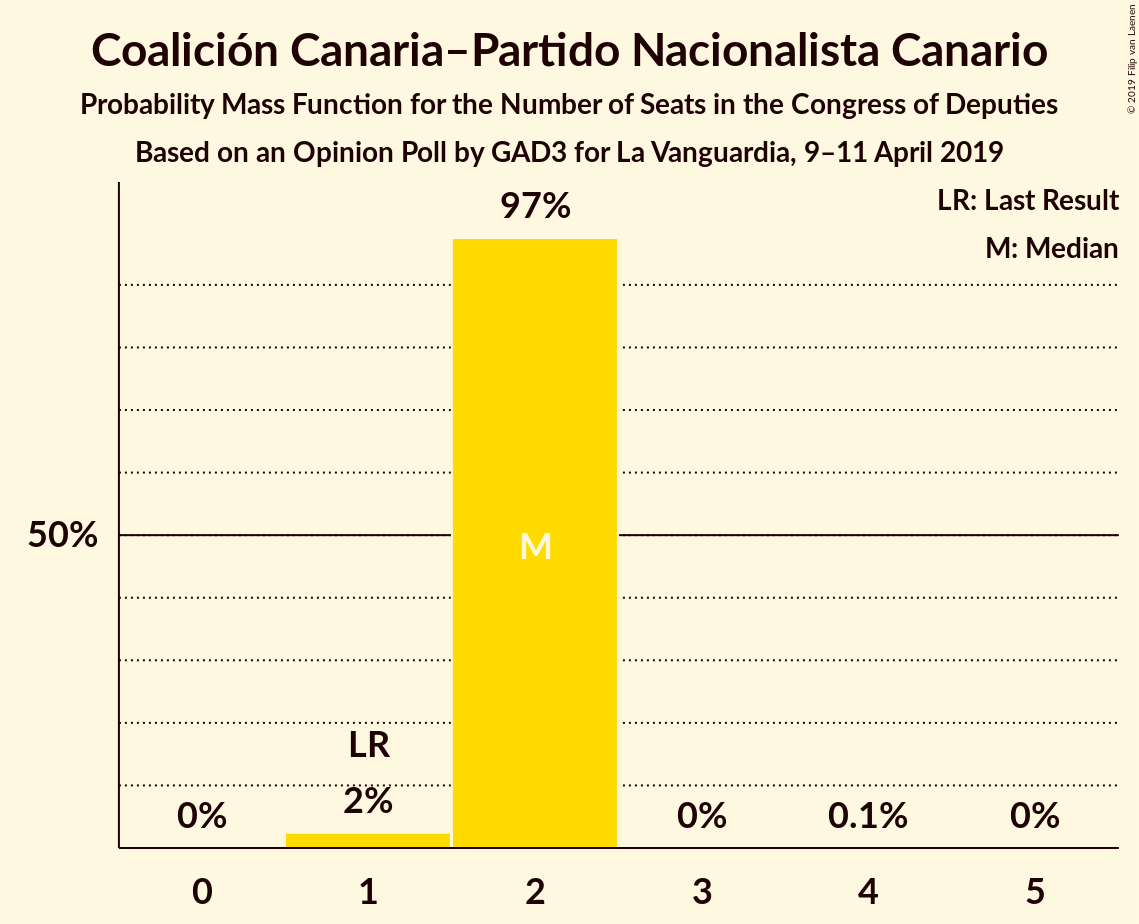 Coalición Canaria–Partido Nacionalista Canario
Probability Mass Function for the Number of Seats in the Congress of Deputies
Based on an Opinion Poll by GAD3 for La Vanguardia, 9–11 April 2019
© 2019 Filip van Laenen
LR: Last Result
M: Median
97%
50%
M
LR
0% 2% 0% 0.1% 0%
0 1 2 3 4 5